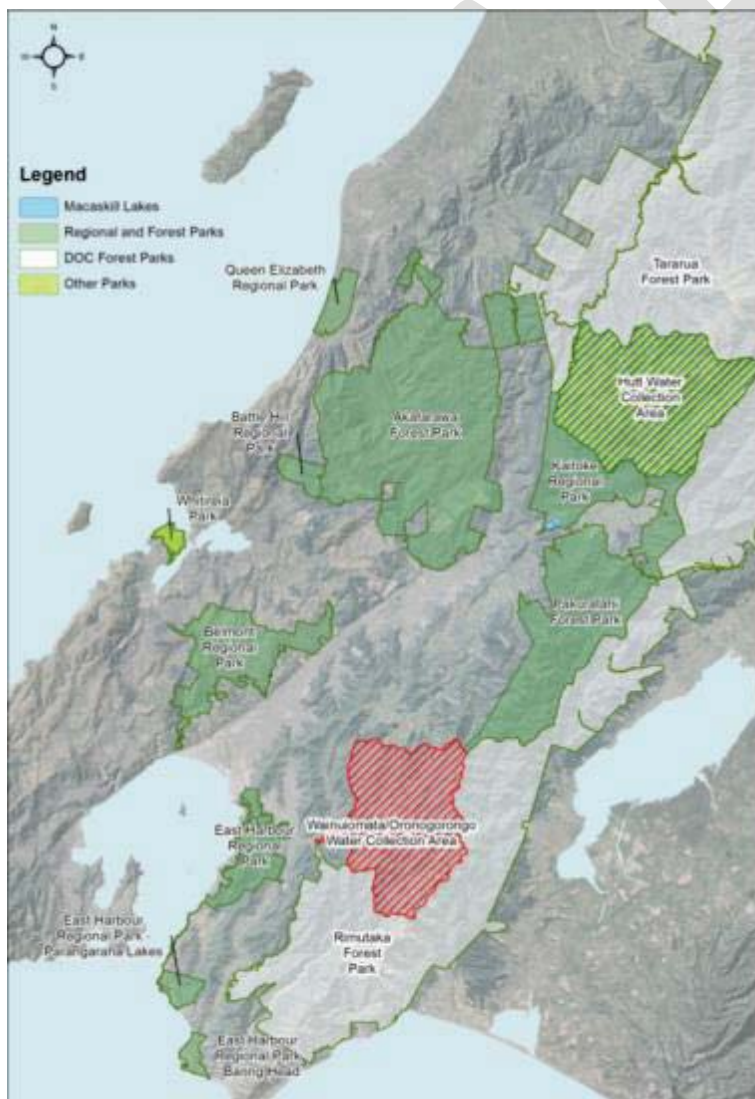 N
W
E
S
Legend
Macaskill Lakes
Regional and Forest Parks
DOC Forest Parks
Other Parks
Queen Elizabeth
Regional Park
Tararua
Forest Park
Hutt Water
Collection
Area
Battle Hill
Regional
Park
Akatarawa
Forest Park
Kaitoke
Regional
Park
Whitireia
Park
Pakuratahi
Forest Park
Belmont
Regional
Park
Wainuiomata/Orongorongo
Water Collection Area
East Harbour
Regional
Park
East Harbour
Regional Park -
Parangarahu Lakes
Rimutaka
Forest
Park
East Harbour
Regional Park
Baring Head